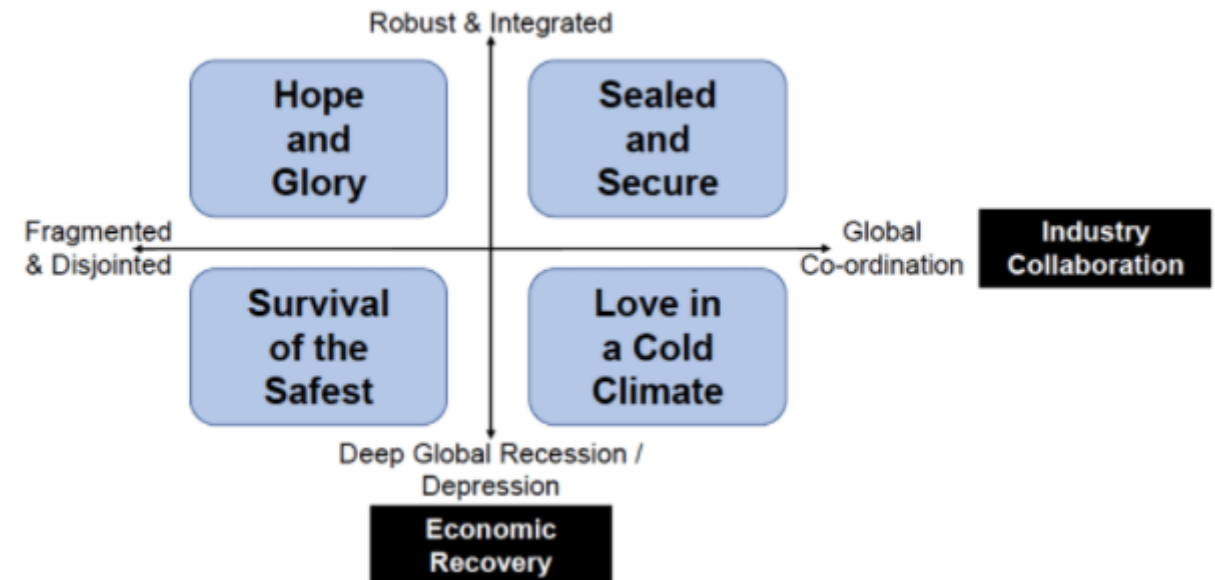 Robust & Integrated
Hope
and
Glory
Sealed
and
Secure
Fragmented
& Disjointed
Global
Co-ordination
Industry
Collaboration
Survival
of the
Safest
Love in
a Cold
Climate
Deep Global Recession /
Depression
Economic
Recovery